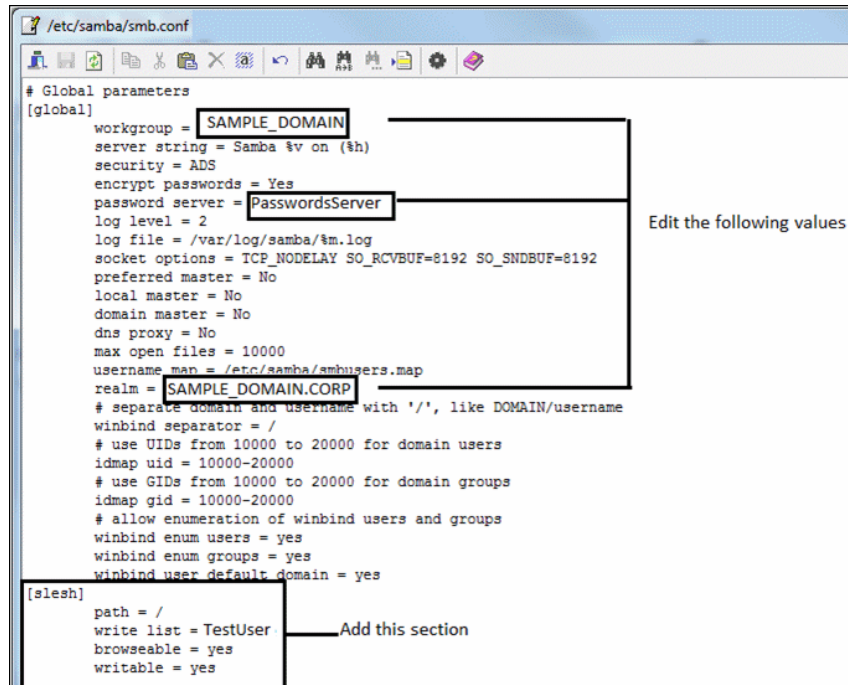 /etc/samba/smb.conf
# Global parameters
[global]
workgroup = SAMPLE_DOMAIN
server string = Samba %v on (%h)
security = ADS
encrypt passwords = Yes
password server = PasswordsServer
log level = 2
Edit the following values
log file = /var/log/samba/%m.log
socket options = TCP_NODELAY SO_RCVBUF=8192 SO_SNDBUF=8192
preferred master = No
local master = No
domain master = No
dns proxy = No
max open files = 10000
username map = /etc/samba/smbusers.map
realm = SAMPLE_DOMAIN.CORP
# separate domain and username with '/', like DOMAIN/username
winbind separator = /
# use UIDs from 10000 to 20000 for domain users
idmap uid = 10000-20000
# use GIDs from 10000 to 20000 for domain groups
idmap gid = 10000-20000
# allow enumeration of winbind users and groups
winbind enum users = yes
winbind enum groups = yes
winbind user default domain = yes
[slesh]
path = /
write list = TestUser
Add this section
browseable = yes
writable = yes